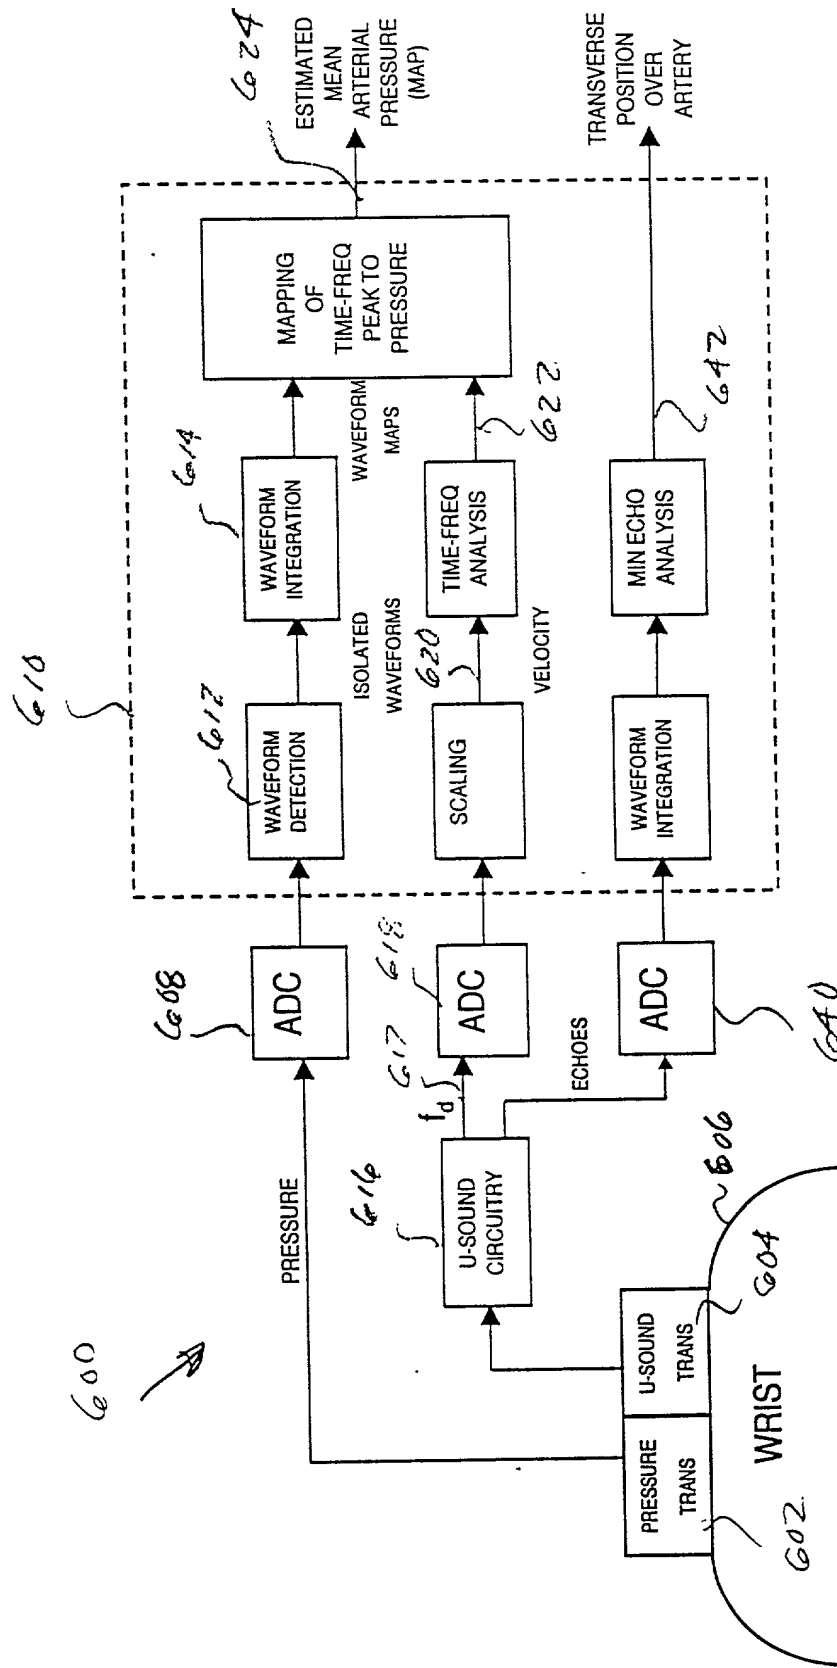 600
PRESSURE
TRANS
602
U-SOUND
TRANS
604
606
WRIST
PRESSURE
U-SOUND
CIRCUITRY
616
fd
617
ECHOES
ADC
608
ADC
618
ADC
640
610
WAVEFORM
DETECTION
612
ISOLATED
WAVEFORMS
WAVEFORM
INTEGRATION
614
WAVEFORM
MAPS
SCALING
620
VELOCITY
TIME-FREQ
ANALYSIS
622
MAPPING
OF
TIME-FREQ
PEAK TO
PRESSURE
624
ESTIMATED
MEAN
ARTERIAL
PRESSURE
(MAP)
WAVEFORM
INTEGRATION
MIN ECHO
ANALYSIS
642
TRANSVERSE
POSITION
OVER
ARTERY